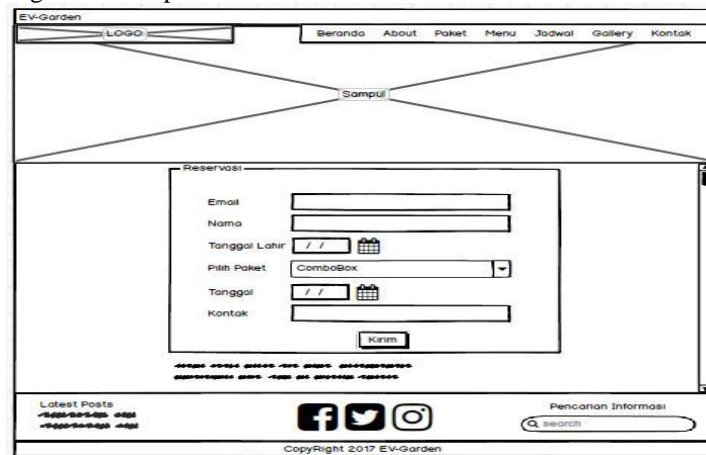 EV-Garden
LOGO Beranda About Paket Menu Jadwal Gallery Kontak
Sampul
Reservasi
Email
Nama
Tanggal Lahir / /
Pilih Paket ComboBox
Tanggal / /
Kontak
Kirim
Latest Posts
Pencarian Informasi
search
CopyRight 2017 EV-Garden